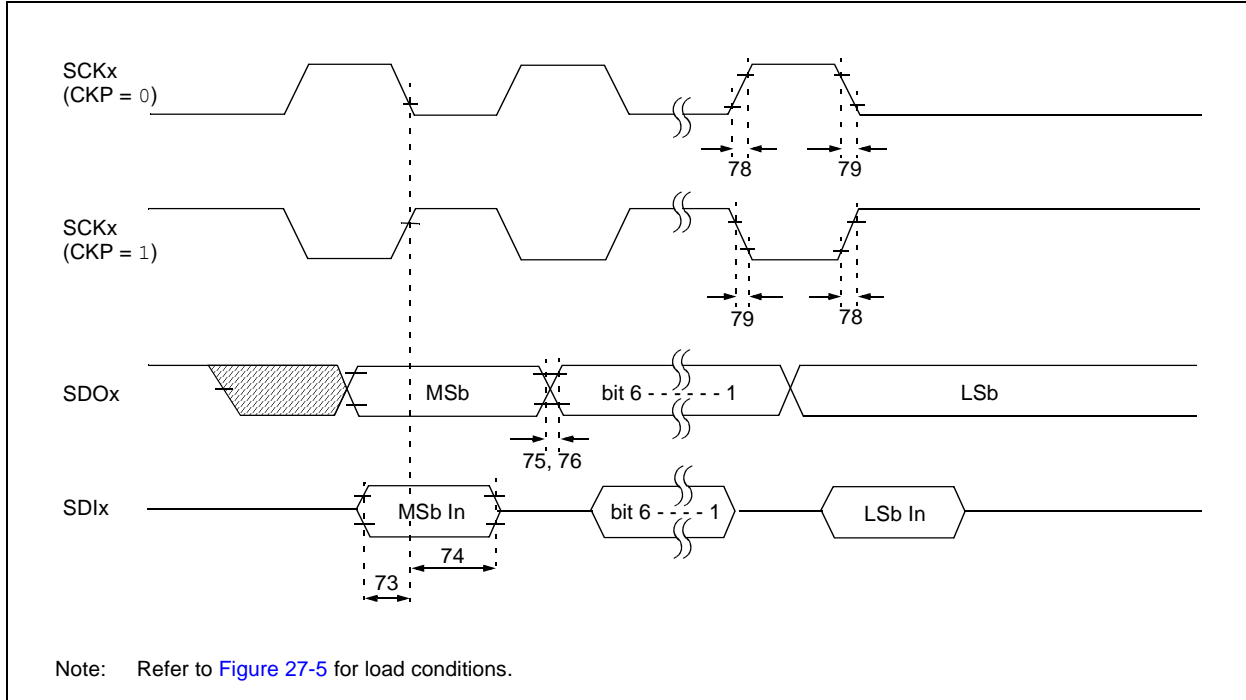 SCKx
(CKP = 0)
78
79
SCKx
(CKP = 1)
79
78
SDOx
MSb
bit 6 - - - - - - 1
LSb
75, 76
SDIx
MSb In
bit 6 - - - - - 1
LSb In
74
73
Note: Refer to Figure 27-5 for load conditions.